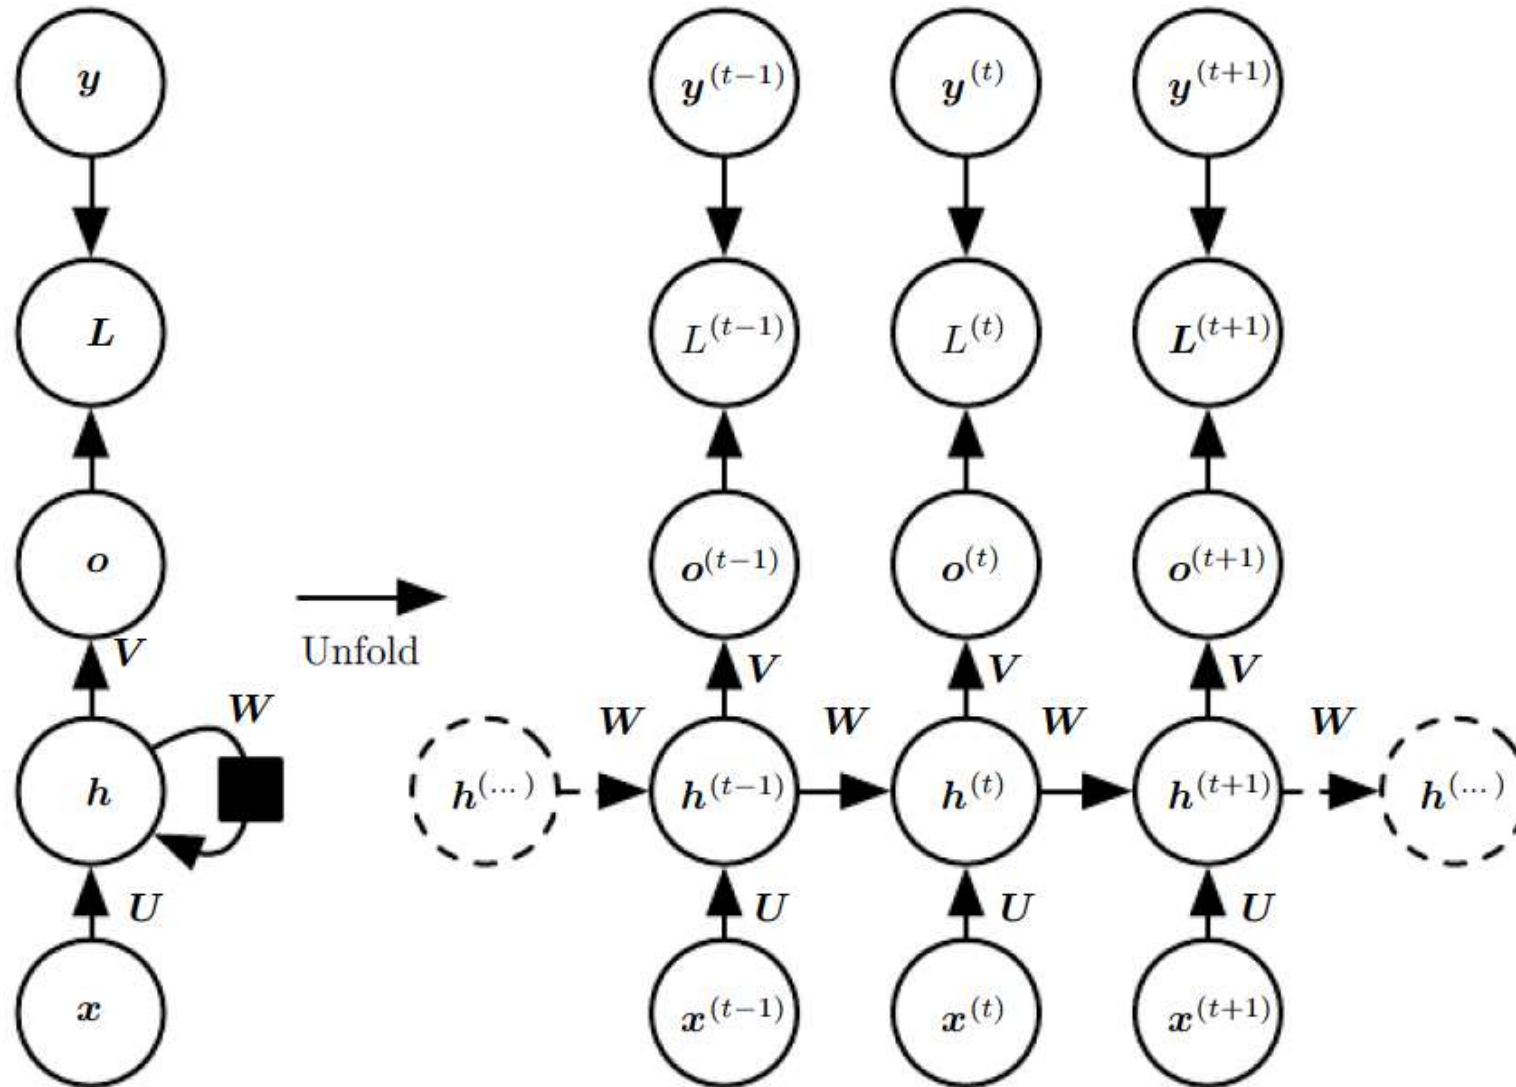 y y^(t−1) y^(t) y^(t+1)
L L^(t−1) L^(t) L^(t+1)
o o^(t−1) o^(t) o^(t+1)
Unfold
V V V V
W W W W W
h h^(...) h^(t−1) h^(t) h^(t+1) h^(...)
U U U U
x x^(t−1) x^(t) x^(t+1)